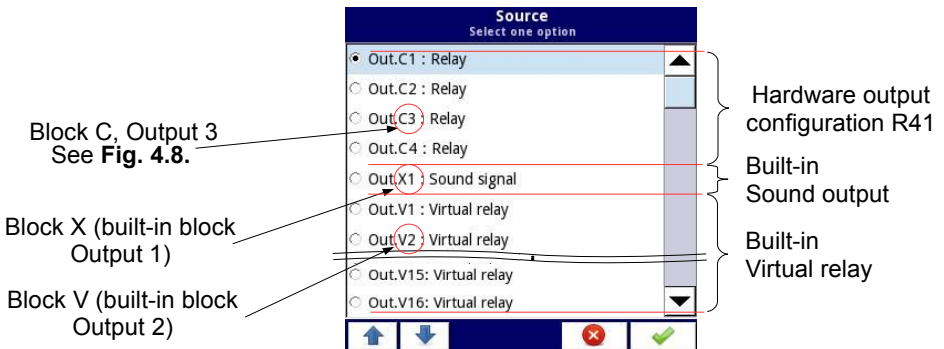 Source
Select one option
Out.C1 : Relay
Out.C2 : Relay
Out.C3 : Relay
Out.C4 : Relay
Out.X1 : Sound signal
Out.V1 : Virtual relay
Out.V2 : Virtual relay
Out.V15: Virtual relay
Out.V16: Virtual relay
Block C, Output 3
See Fig. 4.8.
Block X (built-in block
Output 1)
Block V (built-in block
Output 2)
Hardware output
configuration R41
Built-in
Sound output
Built-in
Virtual relay